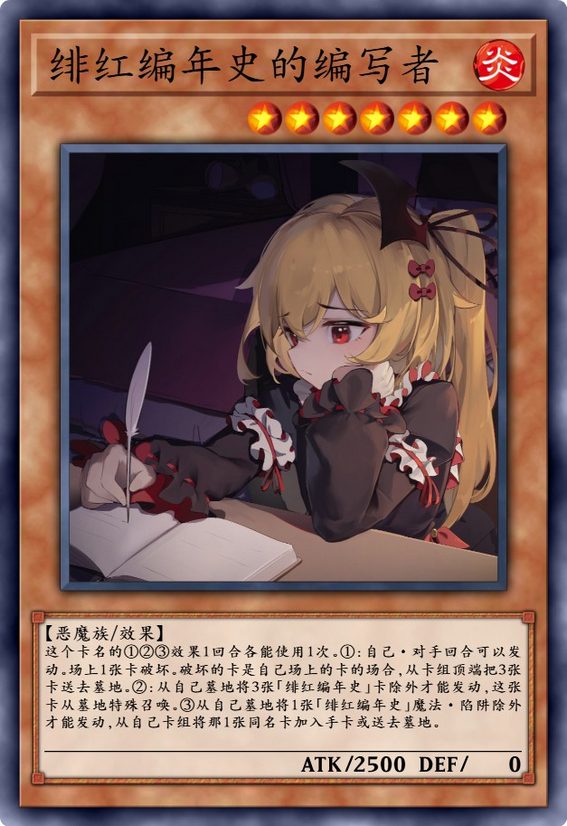 绯红编年史的编写者
炎
【恶魔族/效果】
这个卡名的①②③效果1回合各能使用1次。①:自己·对手回合可以发
动。场上1张卡破坏。破坏的卡是自己场上的卡的场合,从卡组顶端把3张
卡送去墓地。②:从自己墓地将3张「绯红编年史」卡除外才能发动,这张
卡从墓地特殊召唤。③从自己墓地将1张「绯红编年史」魔法·陷阱除外
才能发动,从自己卡组将那1张同名卡加入手卡或送去墓地。
ATK/2500 DEF/ 0